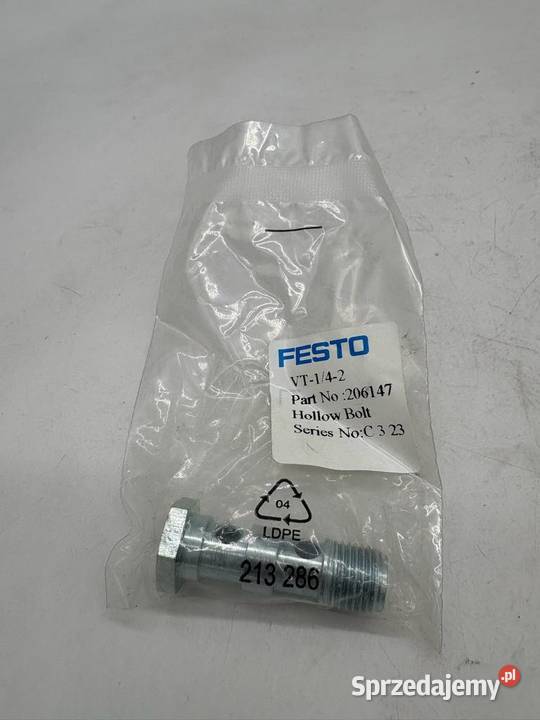 FESTO
VT-1/4-2
Part No :206147
Hollow Bolt
Series No:C 3 23
04
LDPE
213 286
Sprzedajemy.pl